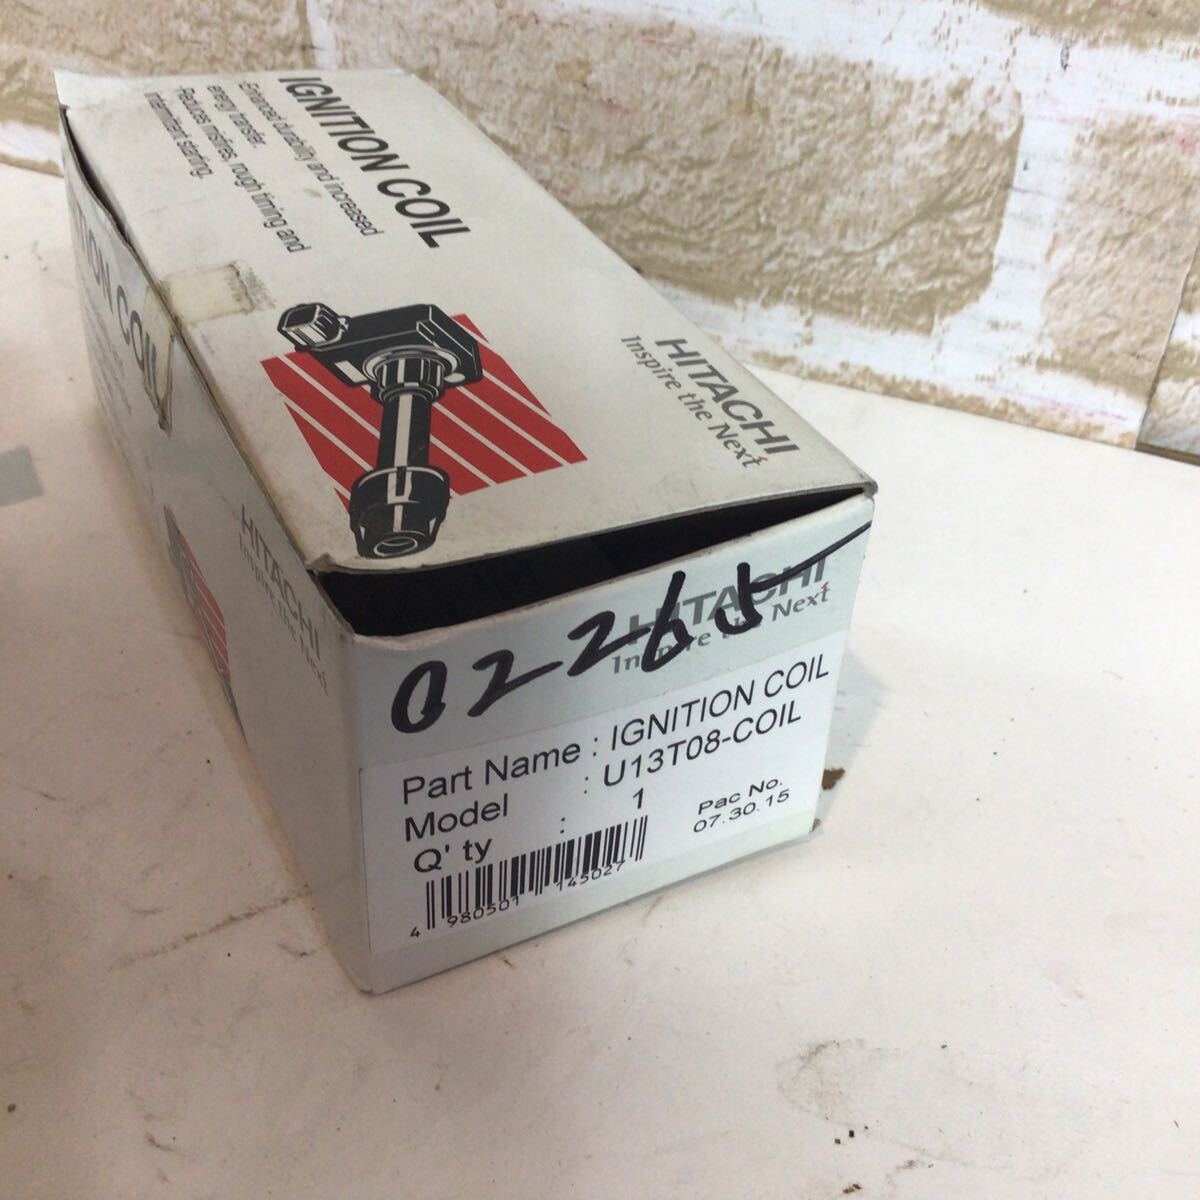 IGNITION COIL
Enhanced durability and increased
energy transfer.
*Reduces misfires, rough timing and
intermittent starting.
HITACHI
Inspire the Next
TION COIL
HITACHI
Inspire the Next
HITACHI
Inspire the Next
02265
Part Name : IGNITION COIL
Model : U13T08-COIL
Q' ty : 1
Pac No.
07.30.15
4 980501 145027